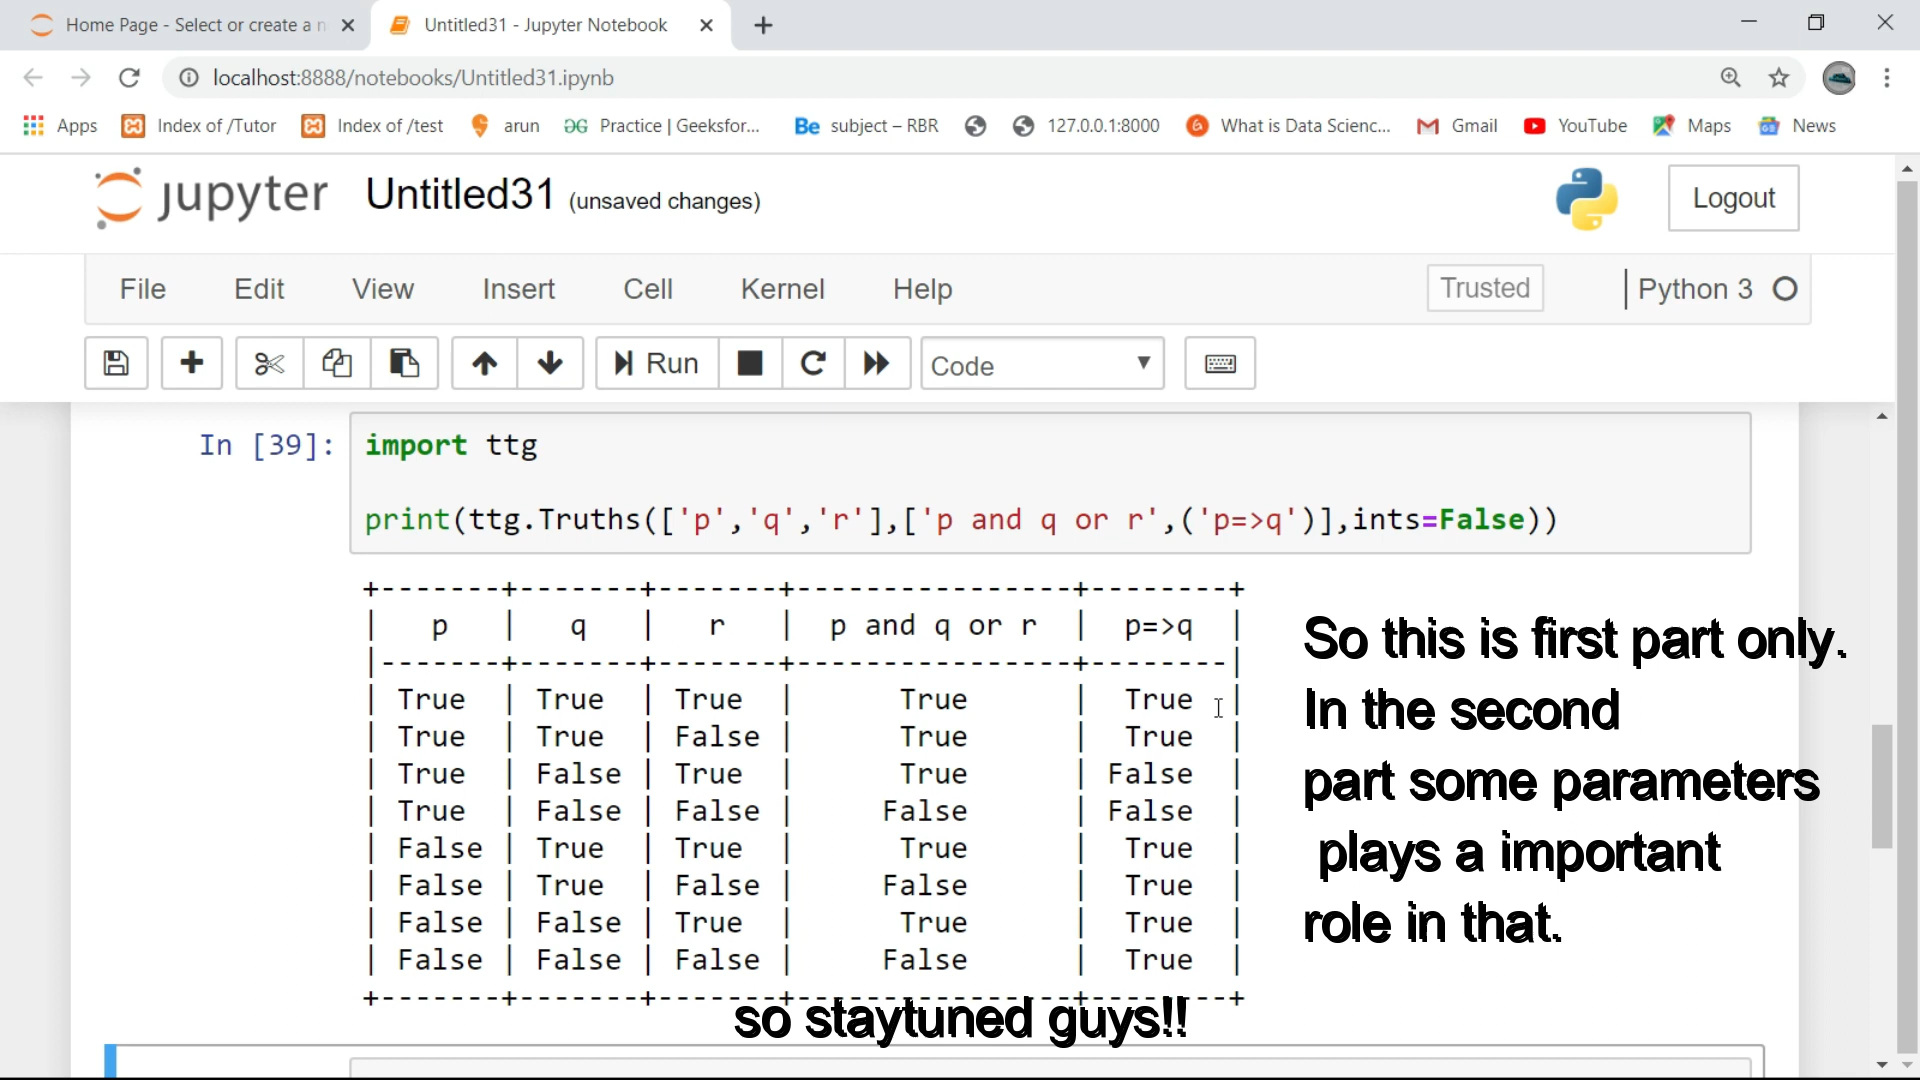 Home Page - Select or create a n
Untitled31 - Jupyter Notebook
localhost:8888/notebooks/Untitled31.ipynb
Apps Index of /Tutor Index of /test arun Practice | Geeksfor... Be subject – RBR 127.0.0.1:8000 What is Data Scienc... Gmail YouTube Maps News
jupyter Untitled31 (unsaved changes) Logout
File Edit View Insert Cell Kernel Help Trusted | Python 3
Run Code
In [39]: import ttg
print(ttg.Truths(['p','q','r'],['p and q or r',('p=>q')],ints=False))
+-------+-------+-------+----------------+--------+
| p | q | r | p and q or r | p=>q |
|-------+-------+-------+----------------+--------|
| True | True | True | True | True |
| True | True | False | True | True |
| True | False | True | True | False |
| True | False | False | False | False |
| False | True | True | True | True |
| False | True | False | False | True |
| False | False | True | True | True |
| False | False | False | False | True |
+-------+-------+-------+----------------+--------+
So this is first part only.
In the second
part some parameters
plays a important
role in that.
so staytuned guys!!